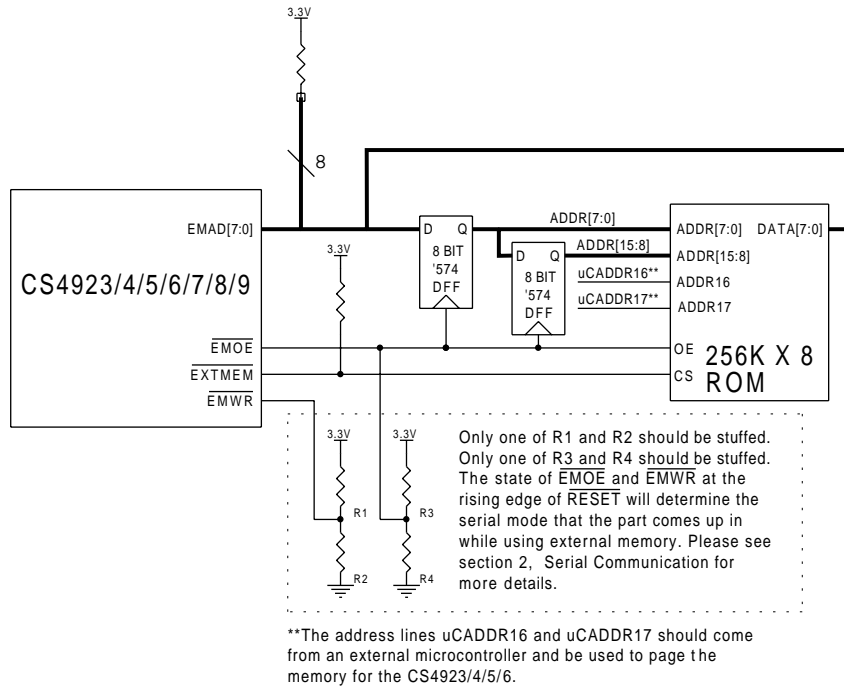 3.3V
8
EMAD[7:0]
CS4923/4/5/6/7/8/9
EMOE
EXTMEM
EMWR
3.3V
D Q
8 BIT
'574
DFF
ADDR[7:0]
D Q
8 BIT
'574
DFF
ADDR[15:8]
uCADDR16**
uCADDR17**
ADDR[7:0] DATA[7:0]
ADDR[15:8]
ADDR16
ADDR17
OE
CS
256K X 8
ROM
3.3V
3.3V
R1
R3
R2
R4
Only one of R1 and R2 should be stuffed.
Only one of R3 and R4 should be stuffed.
The state of EMOE and EMWR at the
rising edge of RESET will determine the
serial mode that the part comes up in
while using external memory. Please see
section 2, Serial Communication for
more details.
**The address lines uCADDR16 and uCADDR17 should come
from an external microcontroller and be used to page the
memory for the CS4923/4/5/6.